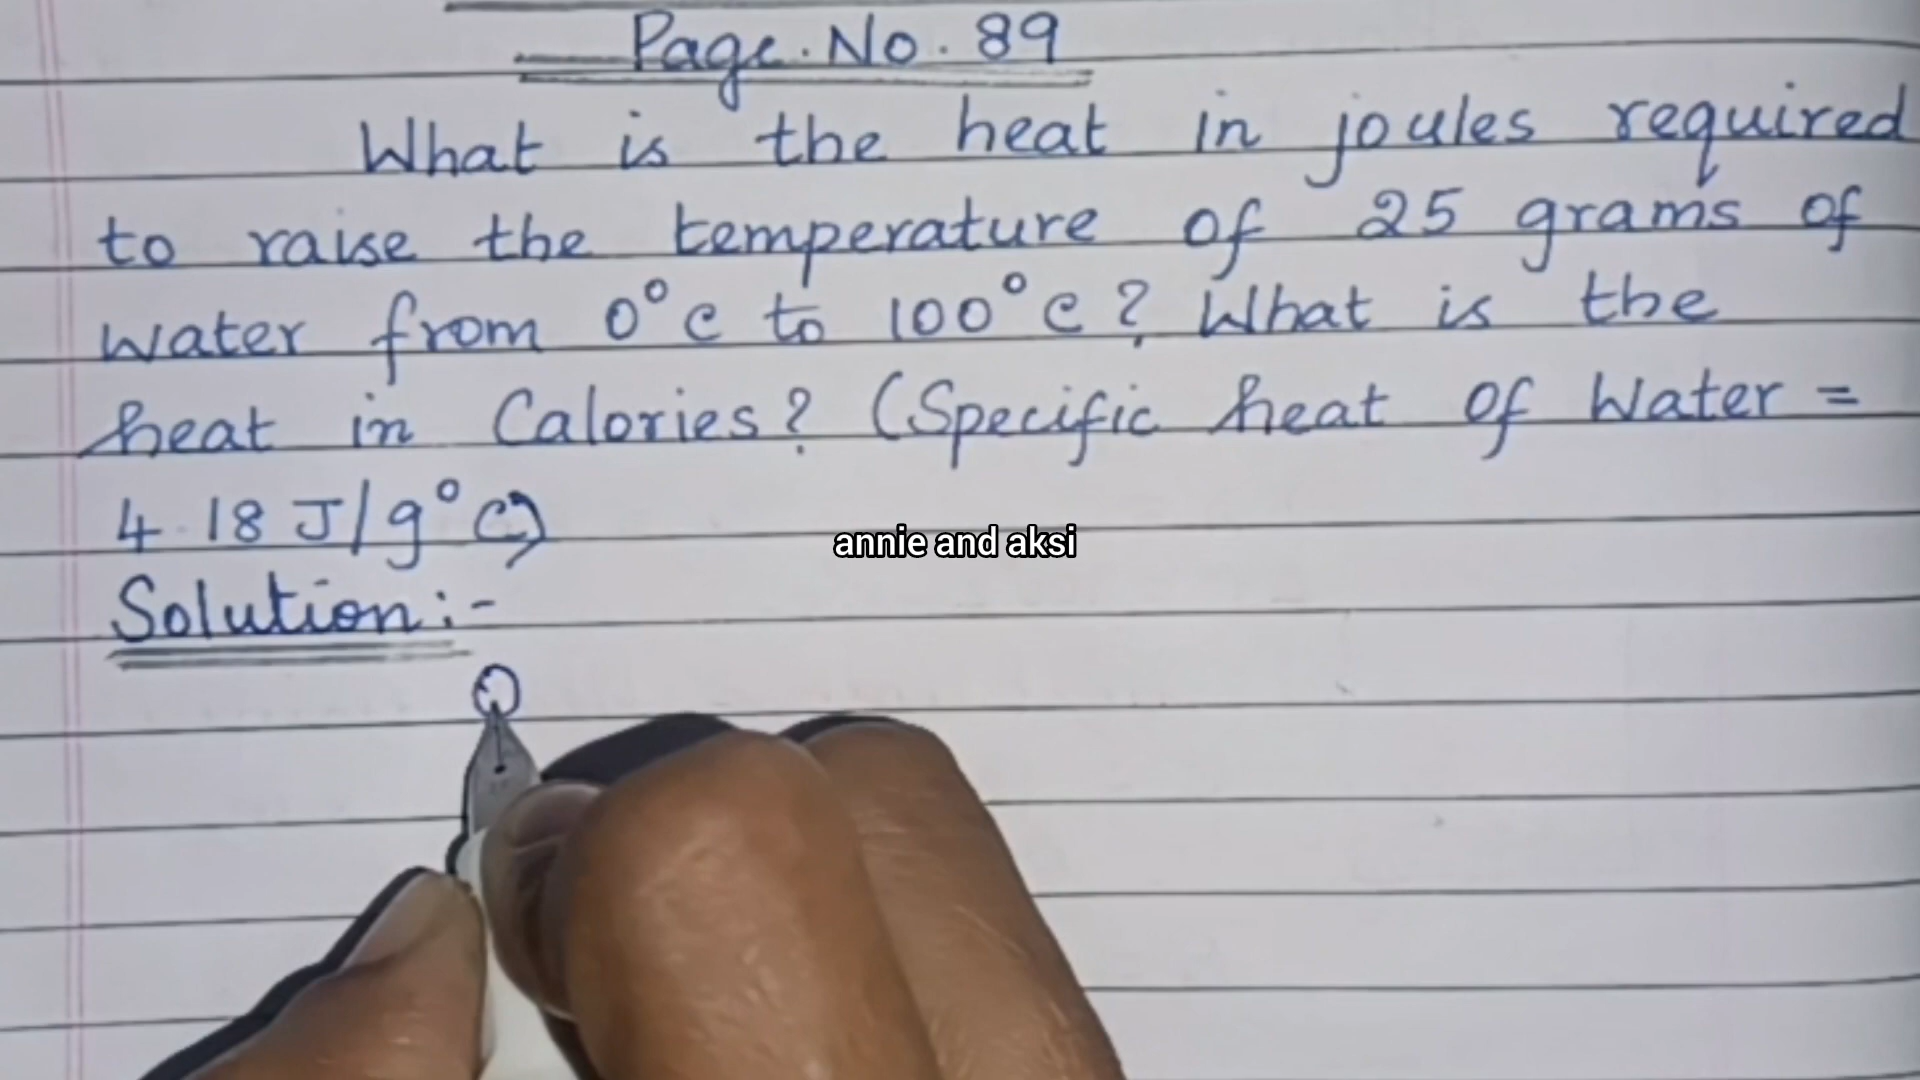 Page. No. 89
What is the heat in joules required
to raise the temperature of 25 grams of
water from 0°C to 100°C? What is the
heat in Calories? (Specific heat of Water =
4.18 J/g°C)
annie and aksi
Solution:-
Q